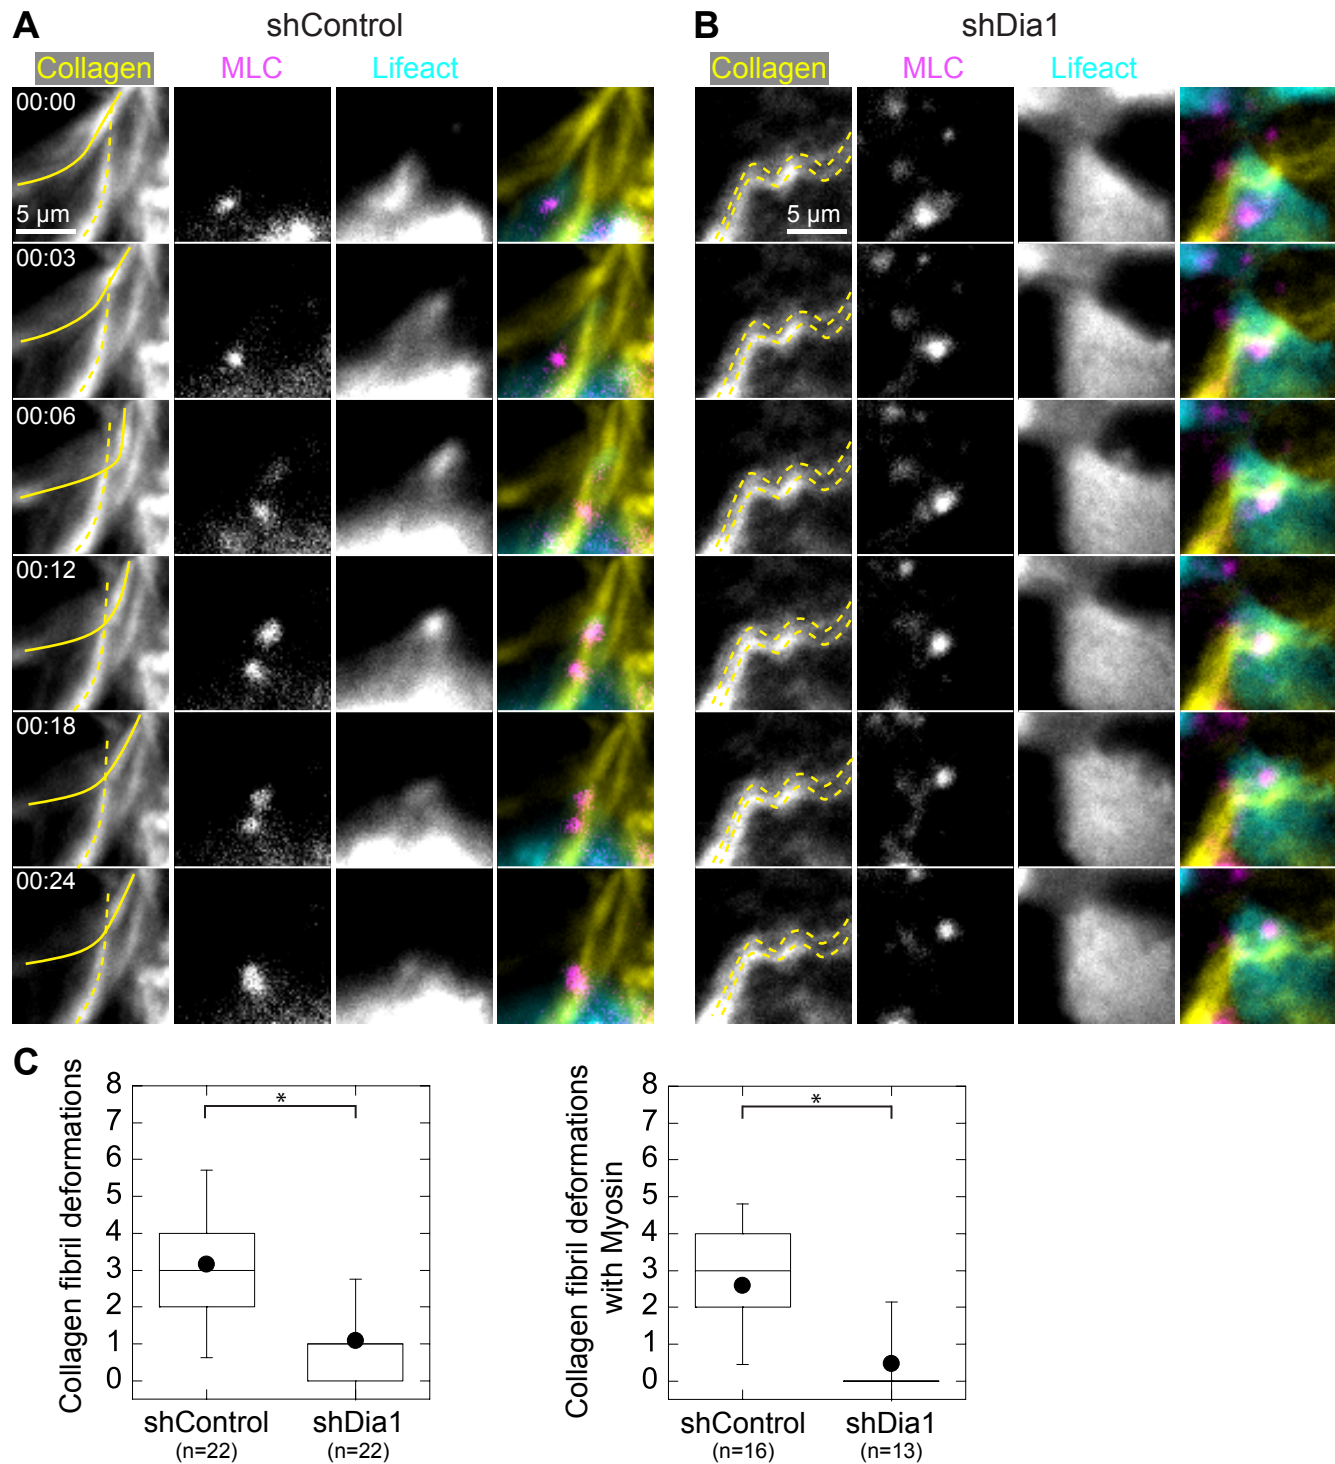 A
shControl
Collagen MLC Lifeact
00:00
5 µm
00:03
00:06
00:12
00:18
00:24
B
shDia1
Collagen MLC Lifeact
5 µm
C
Collagen fibril deformations
8
7
6
5
4
3
2
1
0
*
shControl shDia1
(n=22) (n=22)
Collagen fibril deformations
with Myosin
8
7
6
5
4
3
2
1
0
*
shControl shDia1
(n=16) (n=13)